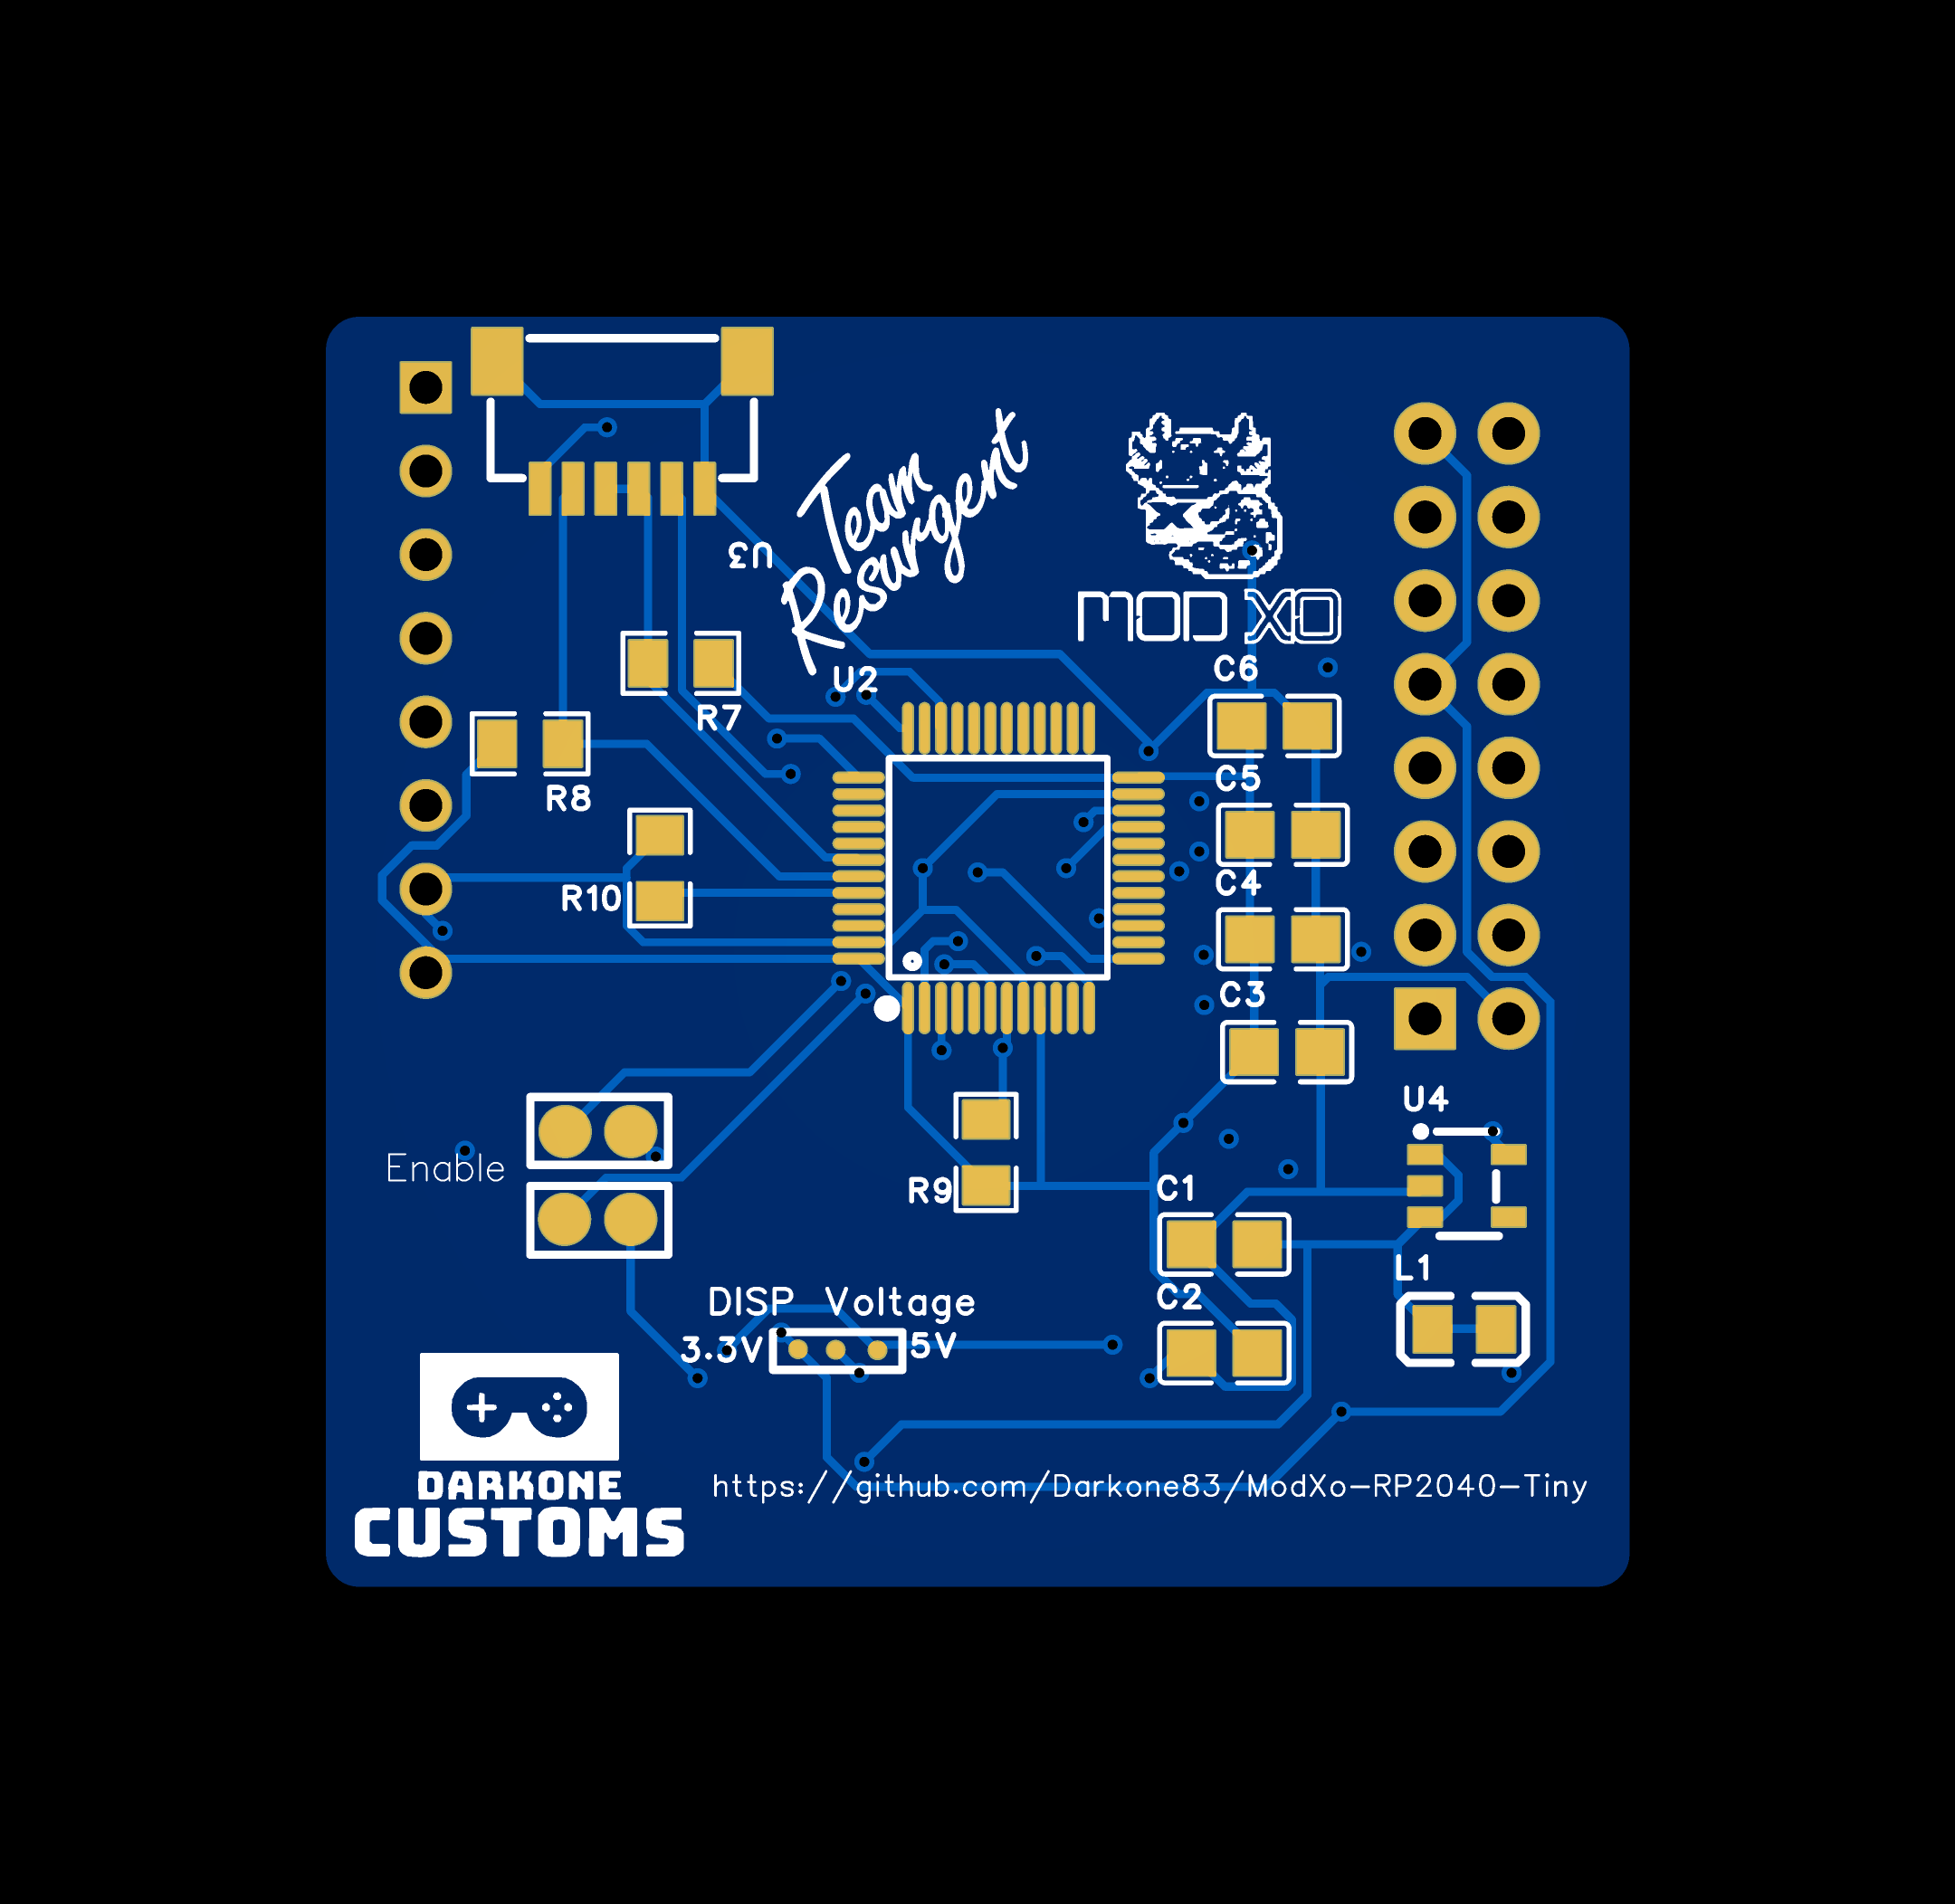 Team
Resurgent
U3
MOD XO
U2
C6
R7
C5
R8
C4
R10
C3
U4
Enable
R9
C1
L1
DISP Voltage
C2
3.3V
5V
DARKONE
CUSTOMS
https://github.com/Darkone83/ModXo-RP2040-Tiny